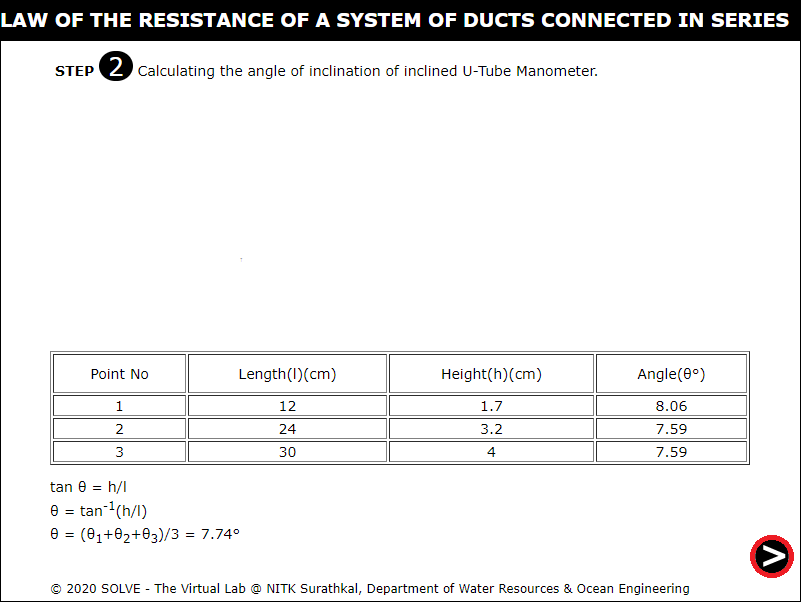 LAW OF THE RESISTANCE OF A SYSTEM OF DUCTS CONNECTED IN SERIES
STEP 2 Calculating the angle of inclination of inclined U-Tube Manometer.
Point No Length(l)(cm) Height(h)(cm) Angle(θ°)
1 12 1.7 8.06
2 24 3.2 7.59
3 30 4 7.59
tan θ = h/l
θ = tan⁻¹(h/l)
θ = (θ₁+θ₂+θ₃)/3 = 7.74°
>
© 2020 SOLVE - The Virtual Lab @ NITK Surathkal, Department of Water Resources & Ocean Engineering